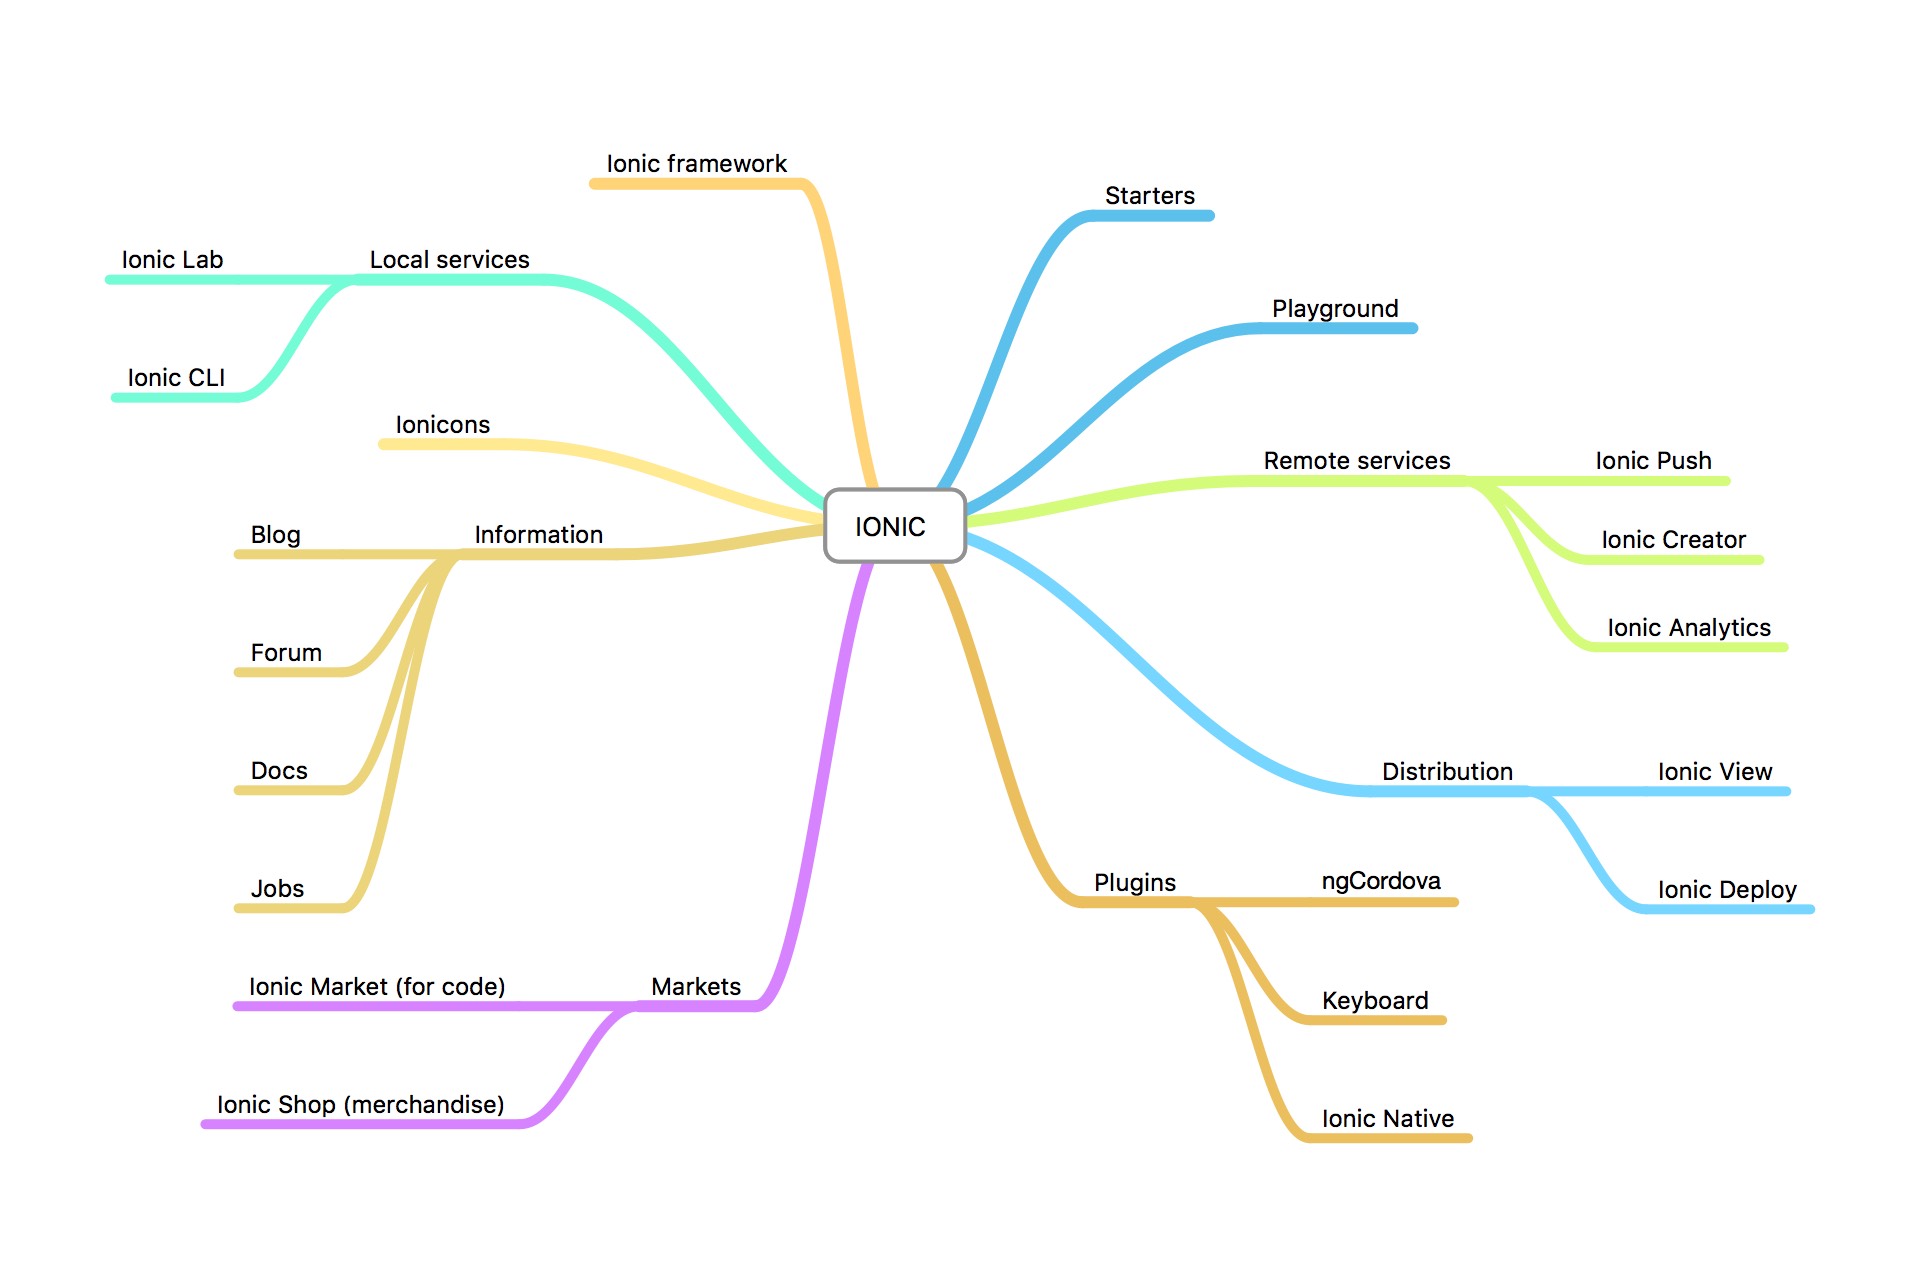 IONIC
Ionic framework
Local services
Ionic Lab
Ionic CLI
Ionicons
Information
Blog
Forum
Docs
Jobs
Markets
Ionic Market (for code)
Ionic Shop (merchandise)
Starters
Playground
Remote services
Ionic Push
Ionic Creator
Ionic Analytics
Distribution
Ionic View
Ionic Deploy
Plugins
ngCordova
Keyboard
Ionic Native